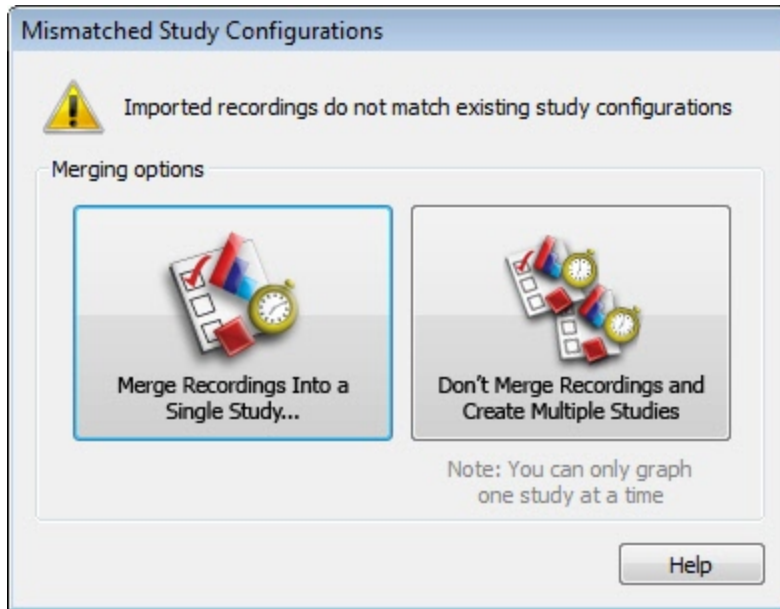 Mismatched Study Configurations
Imported recordings do not match existing study configurations
Merging options
Merge Recordings Into a
Single Study...
Don't Merge Recordings and
Create Multiple Studies
Note: You can only graph
one study at a time
Help